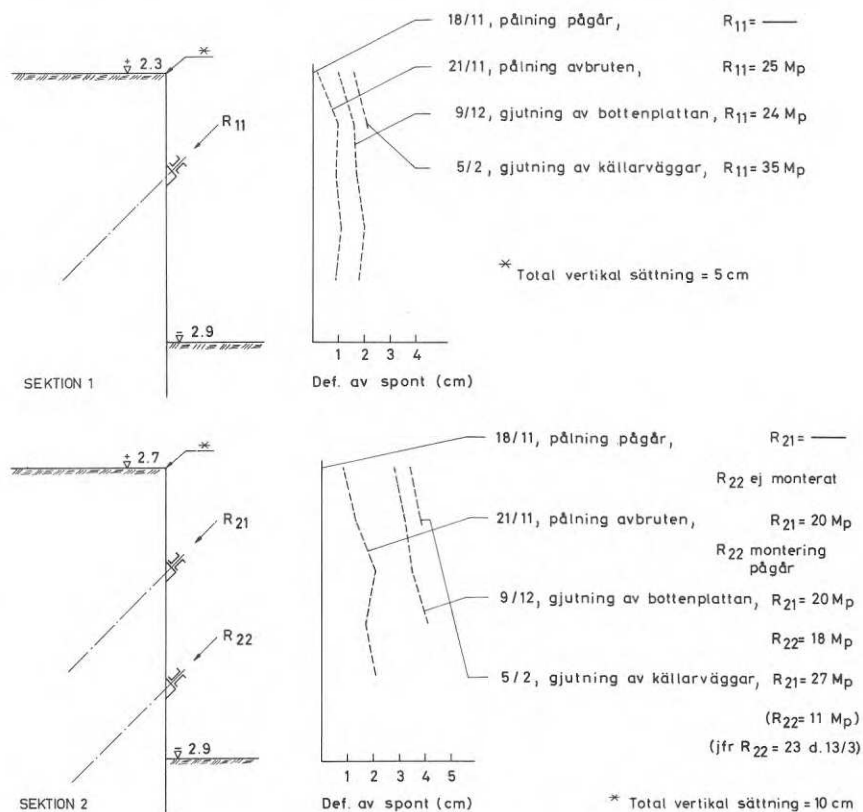 18/11, pålning pågår, R11= —
* + 2.3
21/11, pålning avbruten, R11= 25 Mp
R11
9/12, gjutning av bottenplattan, R11= 24 Mp
5/2, gjutning av källarväggar, R11= 35 Mp
* Total vertikal sättning = 5 cm
- 2.9
1 2 3 4
SEKTION 1
Def. av spont (cm)
18/11, pålning pågår, R21= —
* + 2.7
R22 ej monterat
R21
21/11, pålning avbruten, R21= 20 Mp
R22 montering
pågår
9/12, gjutning av bottenplattan, R21= 20 Mp
R22
R22= 18 Mp
5/2, gjutning av källarväggar, R21= 27 Mp
(R22= 11 Mp)
(jfr R22 = 23 d.13/3)
- 2.9
1 2 3 4 5
SEKTION 2
Def. av spont (cm)
* Total vertikal sättning = 10 cm